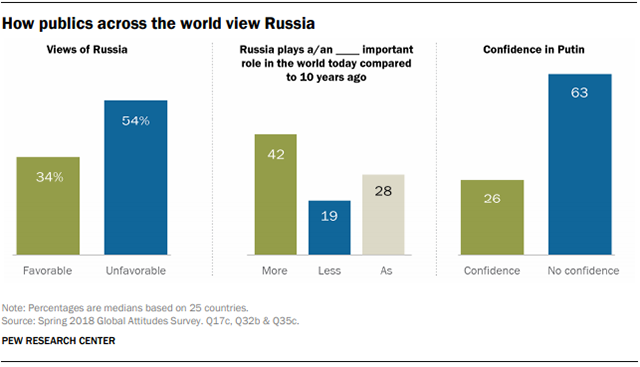 How publics across the world view Russia
Views of Russia
34%
54%
Favorable
Unfavorable
Russia plays a/an ____ important
role in the world today compared
to 10 years ago
42
19
28
More
Less
As
Confidence in Putin
26
63
Confidence
No confidence
Note: Percentages are medians based on 25 countries.
Source: Spring 2018 Global Attitudes Survey. Q17c, Q32b & Q35c.
PEW RESEARCH CENTER